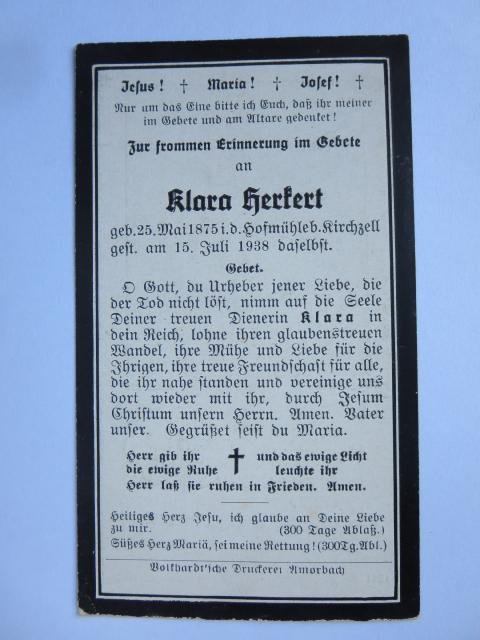 Jesus! † Maria! † Josef! †
Nur um das Eine bitte ich Euch, daß ihr meiner
im Gebete und am Altare gedenket!
Zur frommen Erinnerung im Gebete
an
Klara Herkert
geb. 25. Mai 1875 i. d. Hofmühle b. Kirchzell
gest. am 15. Juli 1938 daselbst.
Gebet.
O Gott, du Urheber jener Liebe, die
der Tod nicht löst, nimm auf die Seele
Deiner treuen Dienerin Klara in
dein Reich, lohne ihren glaubenstreuen
Wandel, ihre Mühe und Liebe für die
Ihrigen, ihre treue Freundschaft für alle,
die ihr nahe standen und vereinige uns
dort wieder mit ihr, durch Jesum
Christum unsern Herrn. Amen. Vater
unser. Gegrüßet seist du Maria.
Herr gib ihr † und das ewige Licht
die ewige Ruhe leuchte ihr
Herr laß sie ruhen in Frieden. Amen.
Heiliges Herz Jesu, ich glaube an Deine Liebe
zu mir. (300 Tage Ablaß.)
Süßes Herz Mariä, sei meine Rettung! (300 Tg. Abl.)
Volkhardt'sche Druckerei Amorbach